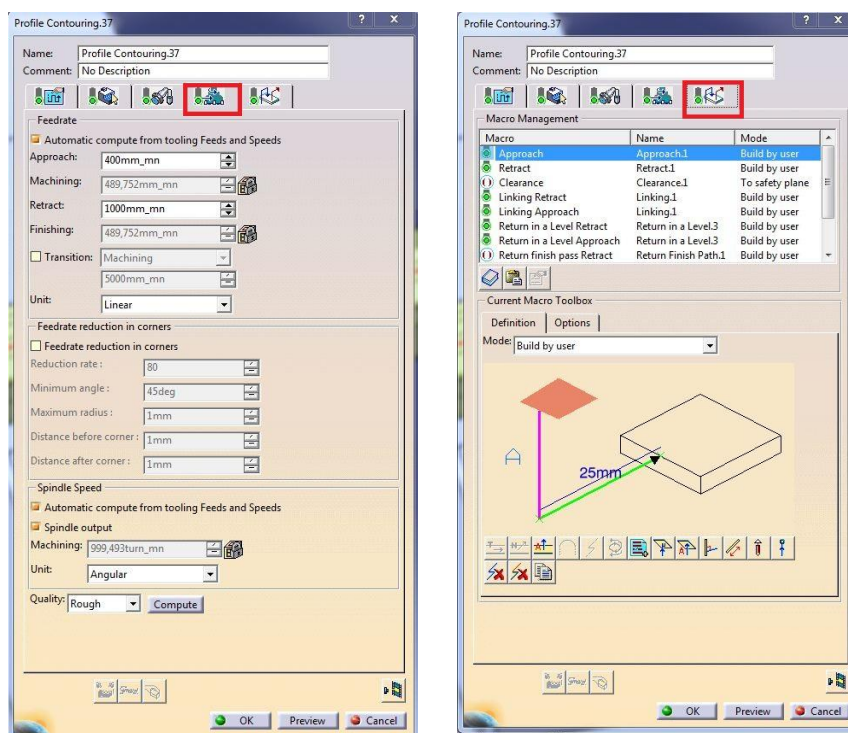 Profile Contouring.37
? x
Name: Profile Contouring.37
Comment: No Description
Feedrate
Automatic compute from tooling Feeds and Speeds
Approach: 400mm_mn
Machining: 489,752mm_mn
Retract: 1000mm_mn
Finishing: 489,752mm_mn
Transition: Machining
5000mm_mn
Unit: Linear
Feedrate reduction in corners
Feedrate reduction in corners
Reduction rate : 80
Minimum angle : 45deg
Maximum radius : 1mm
Distance before corner : 1mm
Distance after corner : 1mm
Spindle Speed
Automatic compute from tooling Feeds and Speeds
Spindle output
Machining: 999,493turn_mn
Unit: Angular
Quality: Rough Compute
OK Preview Cancel
Profile Contouring.37
? X
Name: Profile Contouring.37
Comment: No Description
Macro Management
Macro Name Mode
Approach Approach.1 Build by user
Retract Retract.1 Build by user
Clearance Clearance.1 To safety plane
Linking Retract Linking.1 Build by user
Linking Approach Linking.1 Build by user
Return in a Level Retract Return in a Level.3 Build by user
Return in a Level Approach Return in a Level.3 Build by user
Return finish pass Retract Return Finish Path.1 Build by user
Current Macro Toolbox
Definition Options
Mode: Build by user
A
25mm
OK Preview Cancel